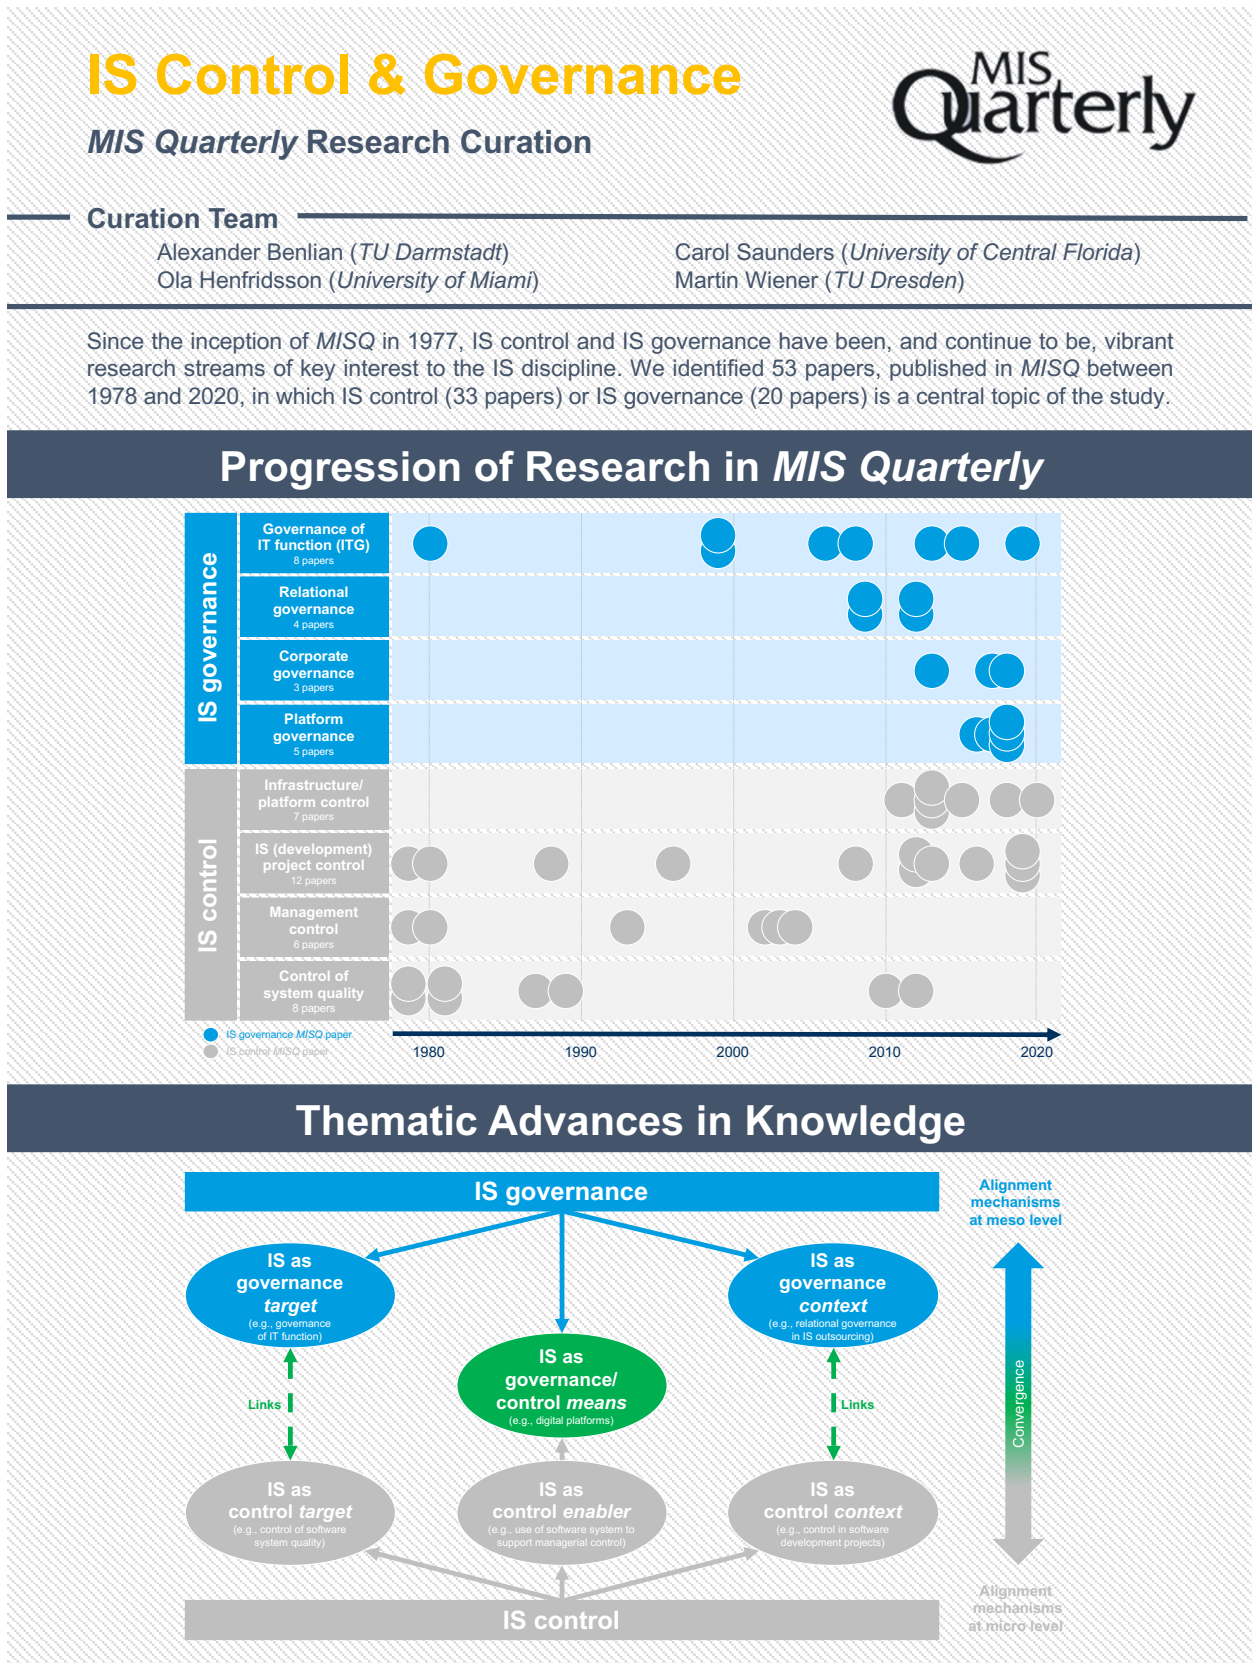 IS Control & Governance
MIS Quarterly Research Curation
MIS
Quarterly
Curation Team
Alexander Benlian (TU Darmstadt)
Ola Henfridsson (University of Miami)
Carol Saunders (University of Central Florida)
Martin Wiener (TU Dresden)
Since the inception of MISQ in 1977, IS control and IS governance have been, and continue to be, vibrant
research streams of key interest to the IS discipline. We identified 53 papers, published in MISQ between
1978 and 2020, in which IS control (33 papers) or IS governance (20 papers) is a central topic of the study.
Progression of Research in MIS Quarterly
IS governance
Governance of
IT function (ITG)
8 papers
Relational
governance
4 papers
Corporate
governance
3 papers
Platform
governance
5 papers
IS control
Infrastructure/
platform control
7 papers
IS (development)
project control
12 papers
Management
control
6 papers
Control of
system quality
8 papers
IS governance MISQ paper
IS control MISQ paper
1980
1990
2000
2010
2020
Thematic Advances in Knowledge
IS governance
Alignment
mechanisms
at meso level
IS as
governance
target
(e.g., governance
of IT function)
IS as
governance
context
(e.g., relational governance
in IS outsourcing)
IS as
governance/
control means
(e.g., digital platforms)
Links
Links
Convergence
IS as
control target
(e.g., control of software
system quality)
IS as
control enabler
(e.g., use of software system to
support managerial control)
IS as
control context
(e.g., control in software
development projects)
IS control
Alignment
mechanisms
at micro level